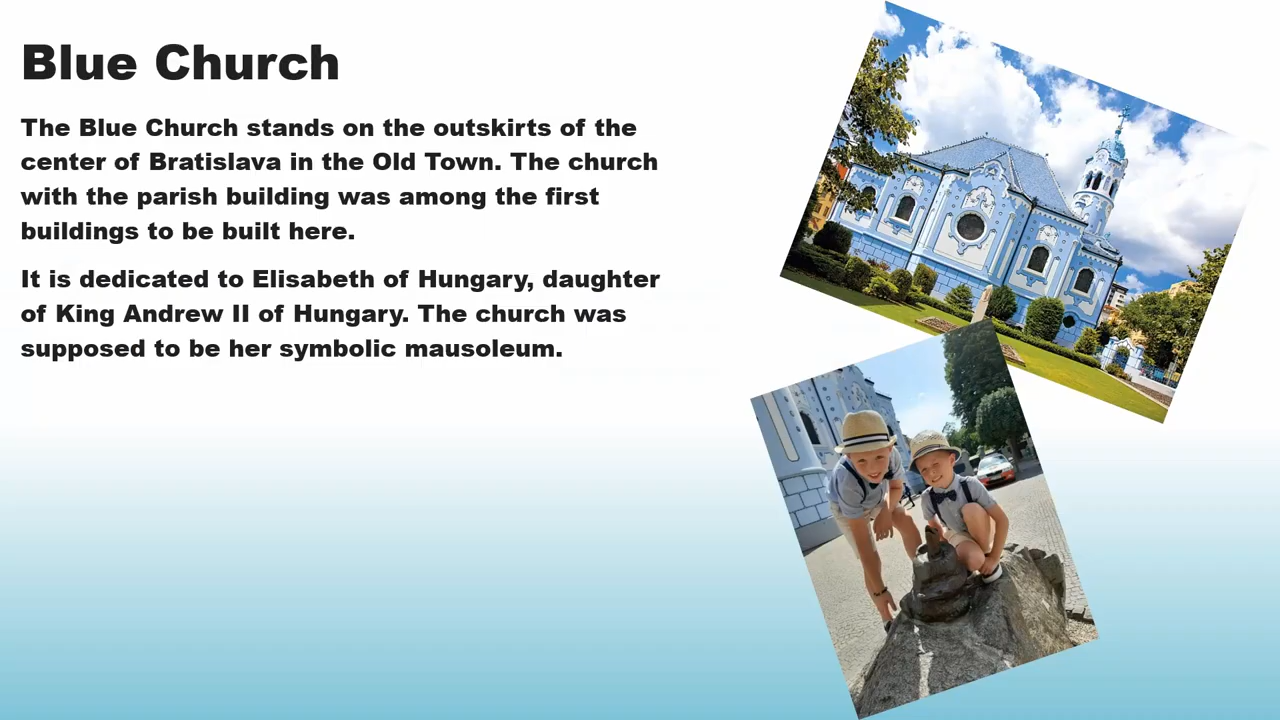 Blue Church
The Blue Church stands on the outskirts of the
center of Bratislava in the Old Town. The church
with the parish building was among the first
buildings to be built here.
It is dedicated to Elisabeth of Hungary, daughter
of King Andrew II of Hungary. The church was
supposed to be her symbolic mausoleum.